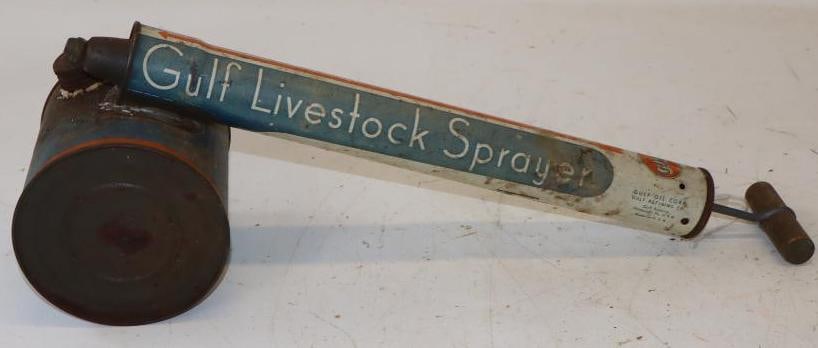 Gulf Livestock Sprayer
GULF OIL CORP.
GULF REFINING CO.